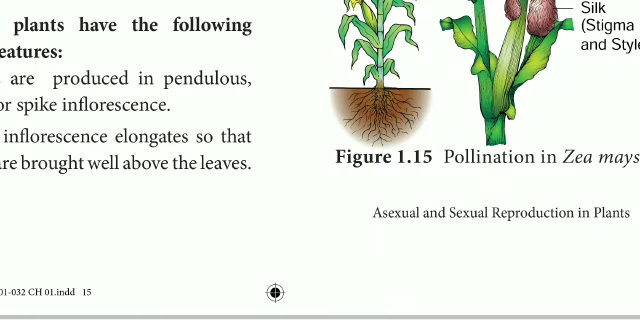 plants have the following
eatures:
are produced in pendulous,
or spike inflorescence.
inflorescence elongates so that
are brought well above the leaves.
Silk
(Stigma
and Style
Figure 1.15 Pollination in Zea mays
Asexual and Sexual Reproduction in Plants
01-032 CH 01.indd 15